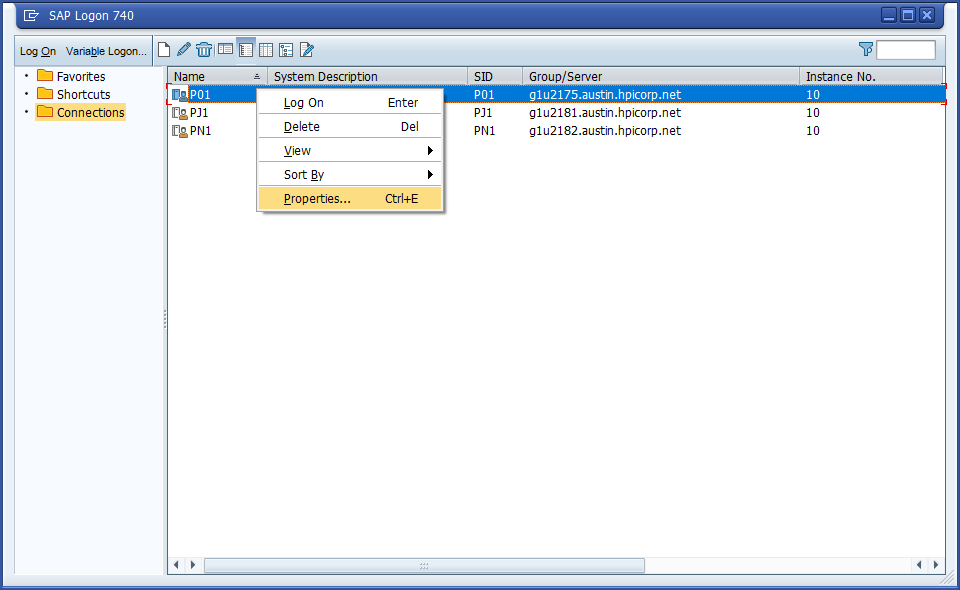 SAP Logon 740
Log On Variable Logon...
Favorites
Shortcuts
Connections
Name System Description SID Group/Server Instance No.
P01 P01 g1u2175.austin.hpicorp.net 10
PJ1 PJ1 g1u2181.austin.hpicorp.net 10
PN1 PN1 g1u2182.austin.hpicorp.net 10
Log On Enter
Delete Del
View
Sort By
Properties... Ctrl+E